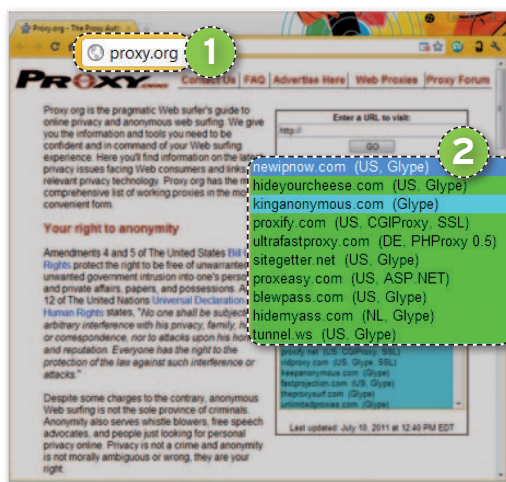 Proxy.org - The Proxy Auth
proxy.org
1
PROXY.ORG
Contact Us | FAQ | Advertise Here | Web Proxies | Proxy Forum
Proxy.org is the pragmatic Web surfer's guide to
online privacy and anonymous web surfing. We give
you the information and tools you need to be
confident and in command of your Web surfing
experience. Here you'll find information on the latest
privacy issues facing Web consumers and links
relevant privacy technology. Proxy.org has the m
comprehensive list of working proxies in the mo
convenient form.
Your right to anonymity
Amendments 4 and 5 of The United States Bill
Rights protect the right to be free of unwarranted
unwanted government intrusion into one's person
and private affairs, papers, and possessions. A
12 of The United Nations Universal Declaration
Human Rights states, "No one shall be subject
arbitrary interference with his privacy, family, h
or correspondence, nor to attacks upon his hon
and reputation. Everyone has the right to the
protection of the law against such interference or
attacks."
Despite some charges to the contrary, anonymous
Web surfing is not the sole province of criminals.
Anonymity also serves whistle blowers, free speech
advocates, and people just looking for personal
privacy online. Privacy is not a crime and anonymity
is not morally ambiguous or wrong, they are your
right.
Enter a URL to visit:
http://
GO
2
newipnow.com (US, Glype)
hideyourcheese.com (US, Glype)
kinganonymous.com (Glype)
proxify.com (US, CGIProxy, SSL)
ultrafastproxy.com (DE, PHProxy 0.5)
sitegetter.net (US, Glype)
proxeasy.com (US, ASP.NET)
blewpass.com (US, Glype)
hidemyass.com (NL, Glype)
tunnel.ws (US, Glype)
proxify.net (US, CGIProxy, SSL)
vidproxy.com (US, Glype)
keepanonymous.com (Glype)
fastprojection.com (US, Glype)
theproxysurf.com (US, Glype)
unlimitedproxies.com (Glype)
Last updated: July 10, 2011 at 12:40 PM EDT